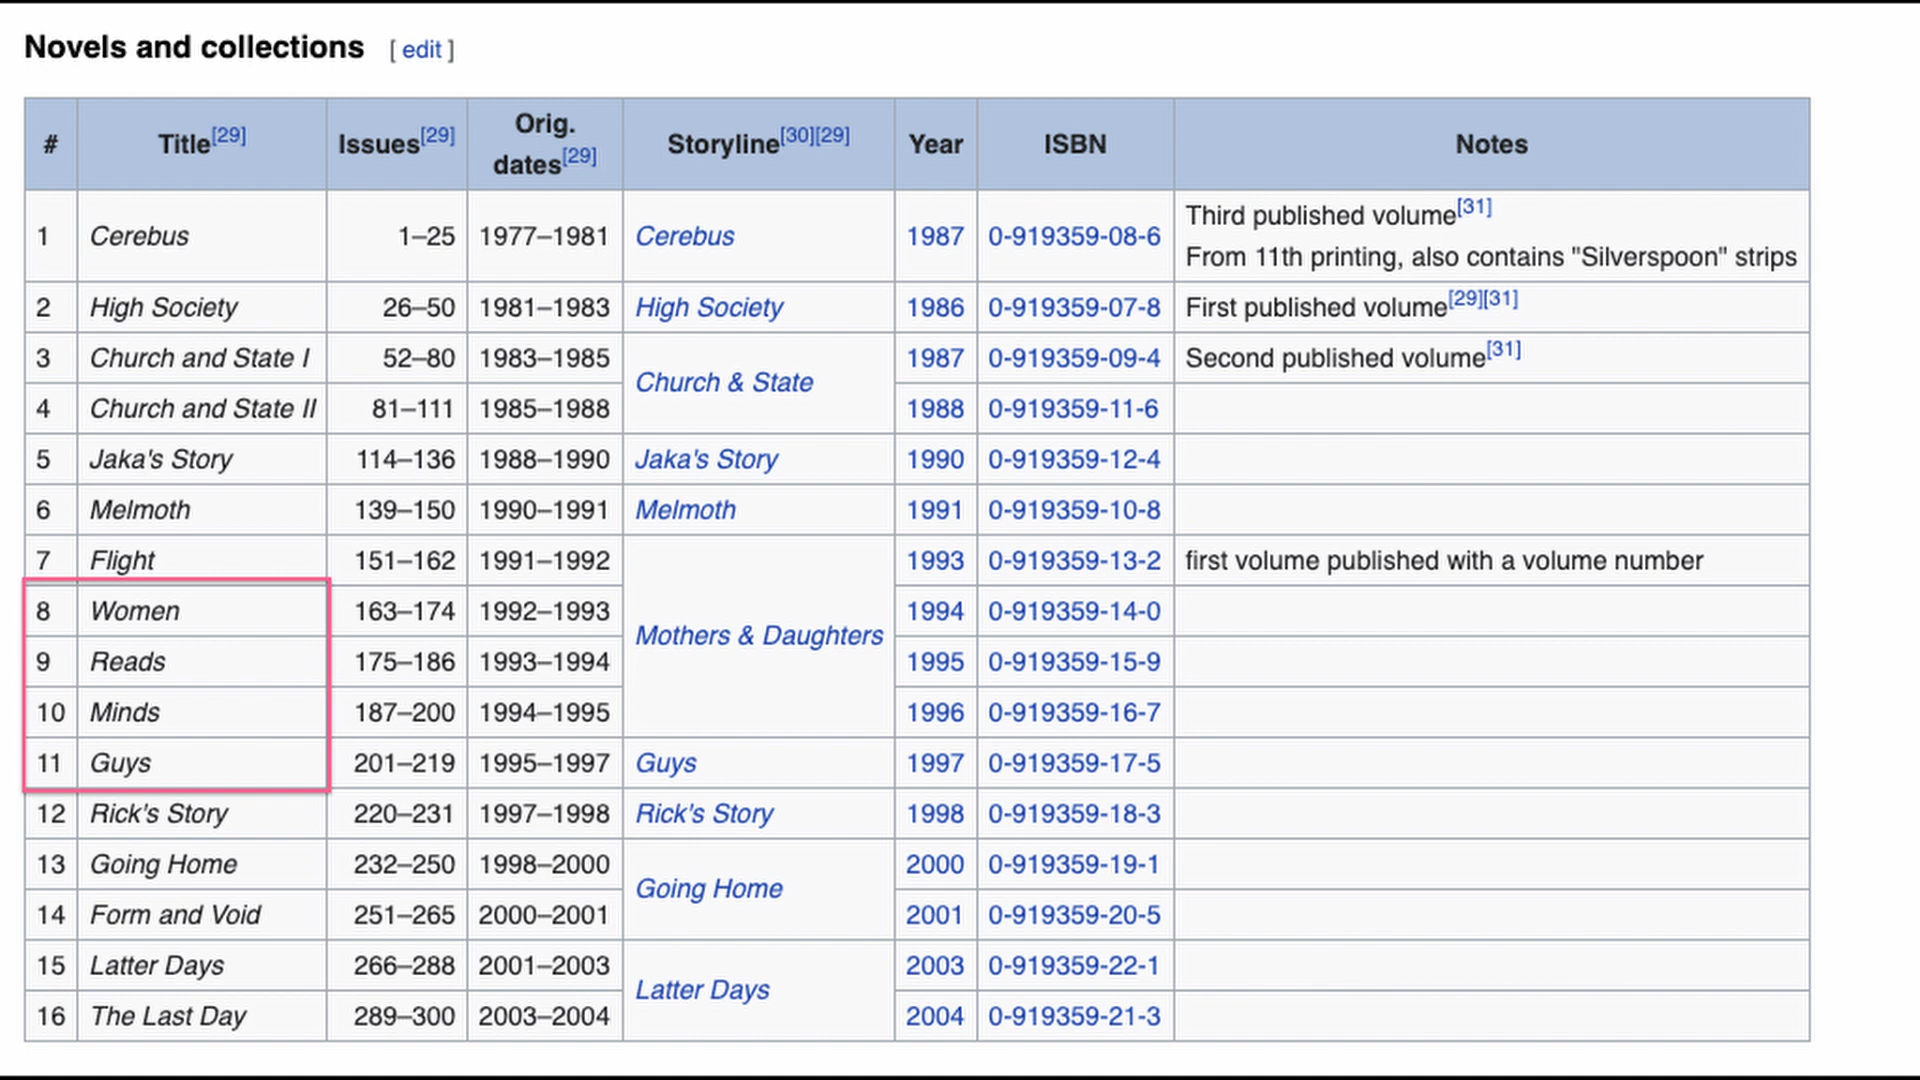 Novels and collections [ edit ]
# Title[29] Issues[29] Orig. dates[29] Storyline[30][29] Year ISBN Notes
1 Cerebus 1–25 1977–1981 Cerebus 1987 0-919359-08-6 Third published volume[31]
From 11th printing, also contains "Silverspoon" strips
2 High Society 26–50 1981–1983 High Society 1986 0-919359-07-8 First published volume[29][31]
3 Church and State I 52–80 1983–1985 Church & State 1987 0-919359-09-4 Second published volume[31]
4 Church and State II 81–111 1985–1988 1988 0-919359-11-6
5 Jaka's Story 114–136 1988–1990 Jaka's Story 1990 0-919359-12-4
6 Melmoth 139–150 1990–1991 Melmoth 1991 0-919359-10-8
7 Flight 151–162 1991–1992 Mothers & Daughters 1993 0-919359-13-2 first volume published with a volume number
8 Women 163–174 1992–1993 1994 0-919359-14-0
9 Reads 175–186 1993–1994 1995 0-919359-15-9
10 Minds 187–200 1994–1995 1996 0-919359-16-7
11 Guys 201–219 1995–1997 Guys 1997 0-919359-17-5
12 Rick's Story 220–231 1997–1998 Rick's Story 1998 0-919359-18-3
13 Going Home 232–250 1998–2000 Going Home 2000 0-919359-19-1
14 Form and Void 251–265 2000–2001 2001 0-919359-20-5
15 Latter Days 266–288 2001–2003 Latter Days 2003 0-919359-22-1
16 The Last Day 289–300 2003–2004 2004 0-919359-21-3